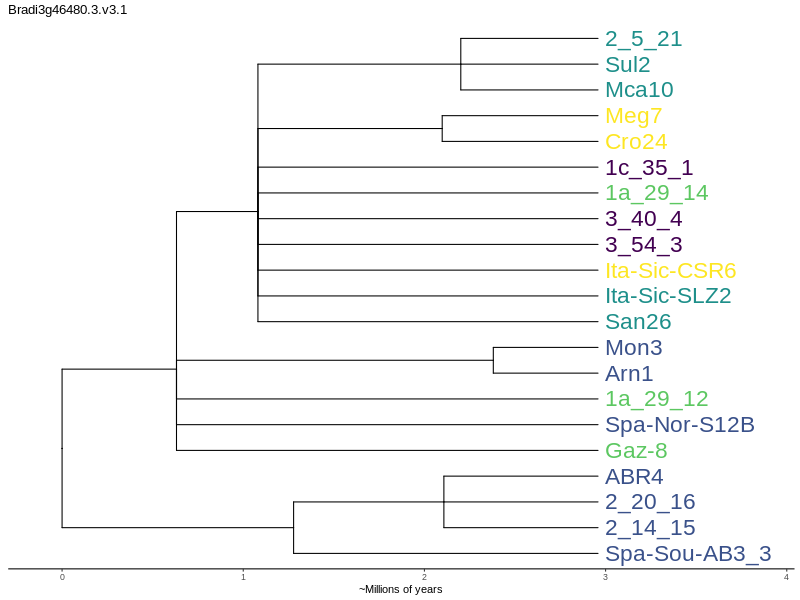 Bradi3g46480.3.v3.1
2_5_21
Sul2
Mca10
Meg7
Cro24
1c_35_1
1a_29_14
3_40_4
3_54_3
Ita-Sic-CSR6
Ita-Sic-SLZ2
San26
Mon3
Arn1
1a_29_12
Spa-Nor-S12B
Gaz-8
ABR4
2_20_16
2_14_15
Spa-Sou-AB3_3
0 1 2 3 4
~Millions of years